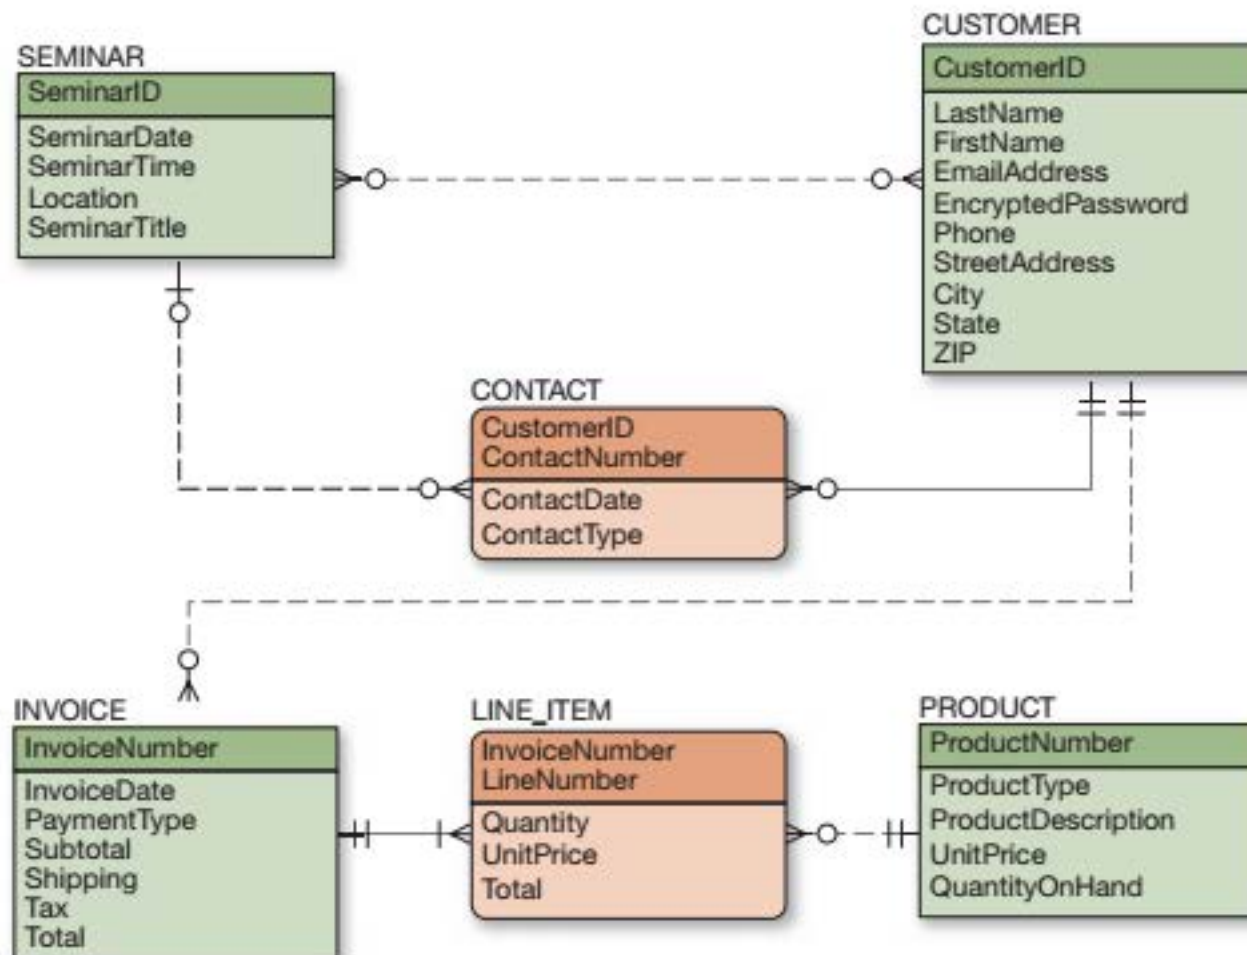 SEMINAR
SeminarID
SeminarDate
SeminarTime
Location
SeminarTitle
CUSTOMER
CustomerID
LastName
FirstName
EmailAddress
EncryptedPassword
Phone
StreetAddress
City
State
ZIP
CONTACT
CustomerID
ContactNumber
ContactDate
ContactType
INVOICE
InvoiceNumber
InvoiceDate
PaymentType
Subtotal
Shipping
Tax
Total
LINE_ITEM
InvoiceNumber
LineNumber
Quantity
UnitPrice
Total
PRODUCT
ProductNumber
ProductType
ProductDescription
UnitPrice
QuantityOnHand